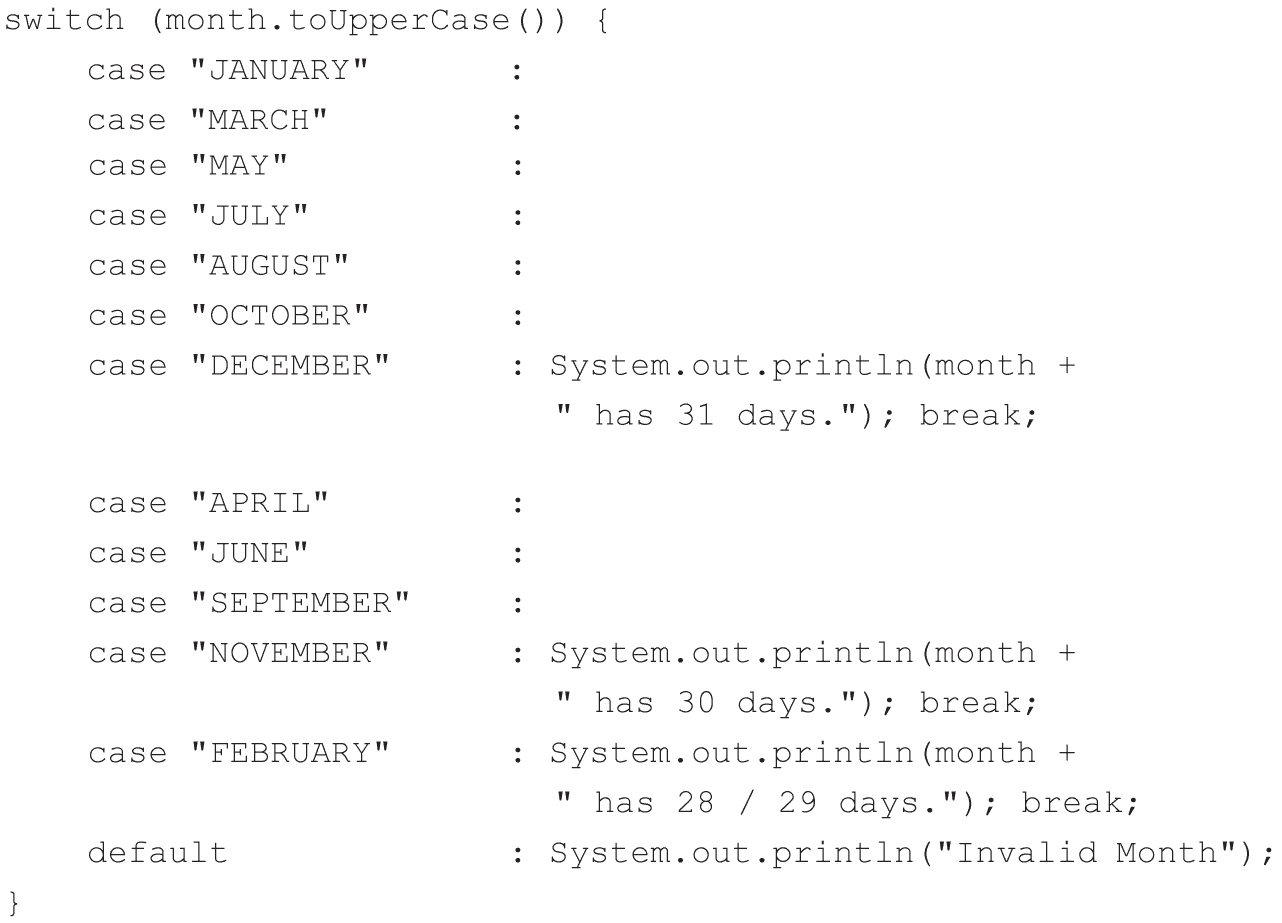 switch (month.toUpperCase()) {
    case "JANUARY"      :
    case "MARCH"        :
    case "MAY"          :
    case "JULY"         :
    case "AUGUST"       :
    case "OCTOBER"      :
    case "DECEMBER"     : System.out.println(month +
                          " has 31 days."); break;

    case "APRIL"        :
    case "JUNE"         :
    case "SEPTEMBER"    :
    case "NOVEMBER"     : System.out.println(month +
                          " has 30 days."); break;
    case "FEBRUARY"     : System.out.println(month +
                          " has 28 / 29 days."); break;
    default             : System.out.println("Invalid Month");
}